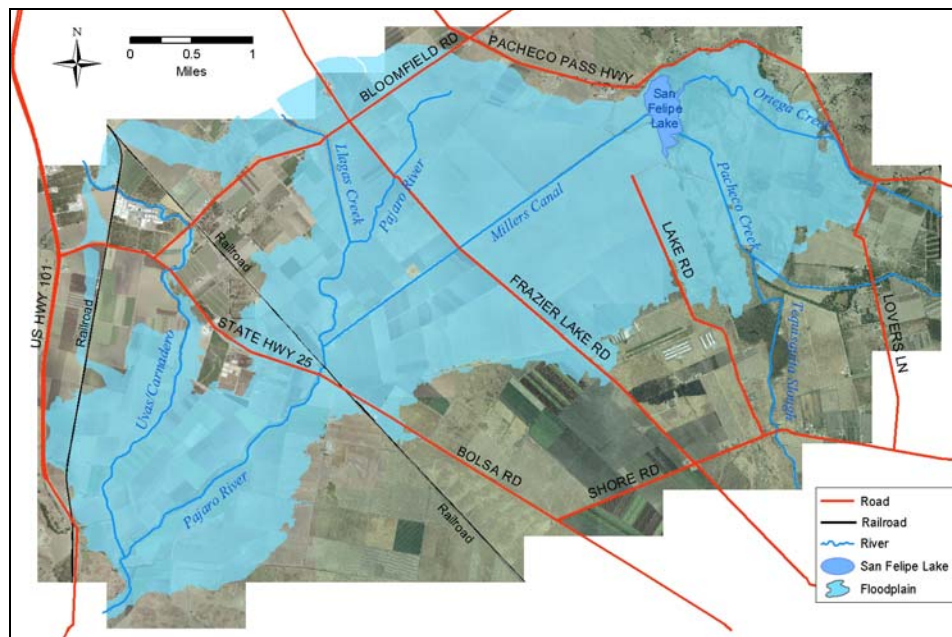 N
0 0.5 1
Miles
BLOOMFIELD RD
PACHECO PASS HWY
San
Felipe
Lake
Ortega Creek
Llagas Creek
Pajaro River
Millers Canal
Pacheco Creek
Railroad
LAKE RD
US HWY 101
Railroad
STATE HWY 25
FRAZIER LAKE RD
Tequisquita Slough
LOVERS LN
Uvas/Carnadero
Pajaro River
BOLSA RD
SHORE RD
Railroad
Road
Railroad
River
San Felipe Lake
Floodplain